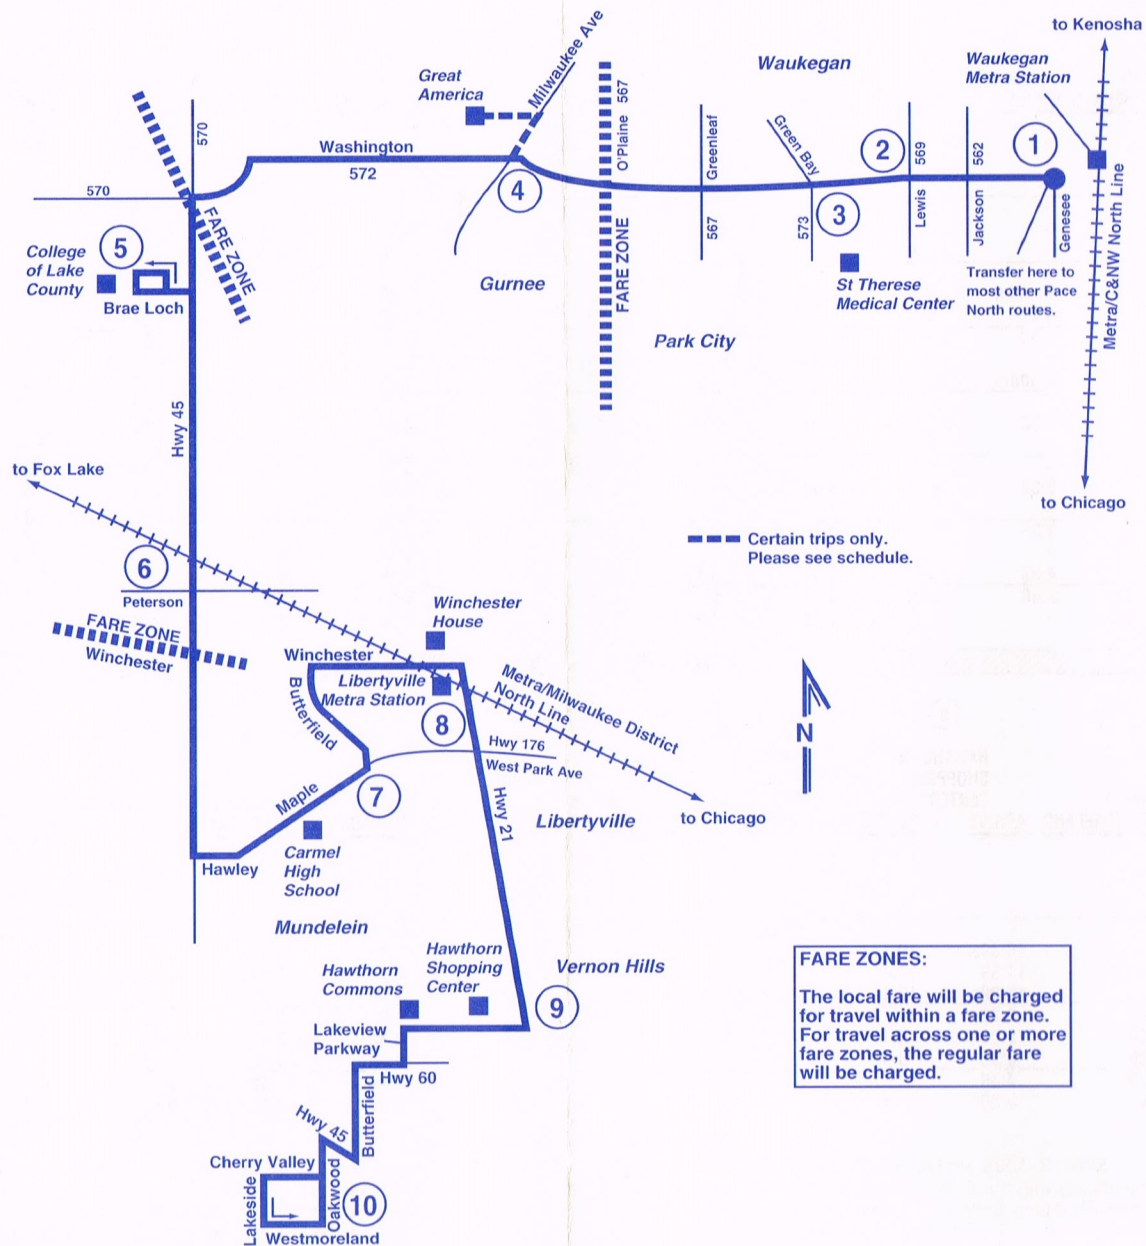 to Kenosha
Waukegan
Metra Station
Waukegan
Milwaukee Ave
Great
America
O'Plaine 567
Greenleaf
Green Bay
2
569
562
1
570
Washington
572
570
FARE ZONE
4
567
573
3
Lewis
Jackson
Genesee
Metra/C&NW North Line
College
of Lake
County
5
Brae Loch
Gurnee
FARE ZONE
St Therese
Medical Center
Transfer here to
most other Pace
North routes.
Park City
Hwy 45
to Fox Lake
to Chicago
Certain trips only.
Please see schedule.
6
Peterson
FARE ZONE
Winchester
Winchester
House
Winchester
Libertyville
Metra Station
Butterfield
8
Metra/Milwaukee District
North Line
N
Hwy 176
West Park Ave
7
Maple
Hwy 21
Libertyville
to Chicago
Carmel
High
School
Hawley
Mundelein
Hawthorn
Commons
Hawthorn
Shopping
Center
Vernon Hills
9
Lakeview
Parkway
Hwy 60
Butterfield
Hwy 45
Cherry Valley
Lakeside
Oakwood
10
Westmoreland
FARE ZONES:
The local fare will be charged
for travel within a fare zone.
For travel across one or more
fare zones, the regular fare
will be charged.